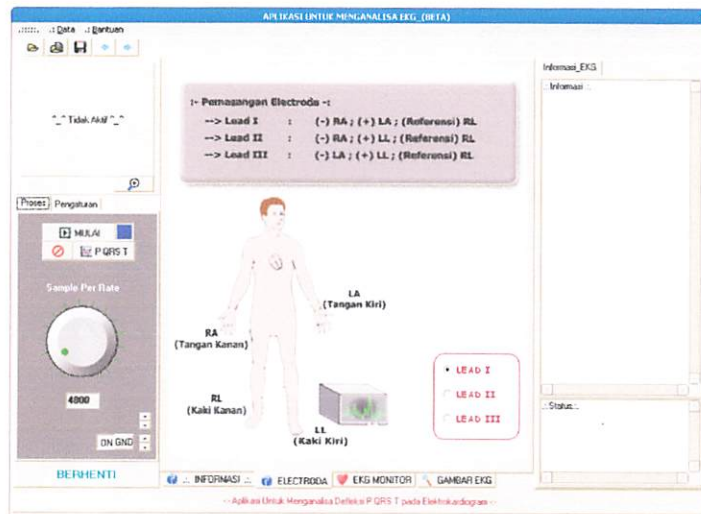 APLIKASI UNTUK MENGANALISA EKG_(BETA)
.::::::. .:Data .:Bantuan
^_^ Tidak Aktif ^_^
Proses Pengaturan
MULAI
P QRS T
Sample Per Rate
4000
ON GND
BERHENTI
:- Pemasangan Electroda -:
--> Lead I : (-) RA ; (+) LA ; (Referensi) RL
--> Lead II : (-) RA ; (+) LL ; (Referensi) RL
--> Lead III : (-) LA ; (+) LL ; (Referensi) RL
LA
(Tangan Kiri)
RA
(Tangan Kanan)
RL
(Kaki Kanan)
LL
(Kaki Kiri)
LEAD I
LEAD II
LEAD III
.:. INFORMASI .:. ELECTRODA EKG MONITOR GAMBAR EKG
Informasi_EKG
.: Informasi :.
.: Status :.
-- Aplikasi Untuk Menganalisa Defleksi P QRS T pada Elektrokardiogram --